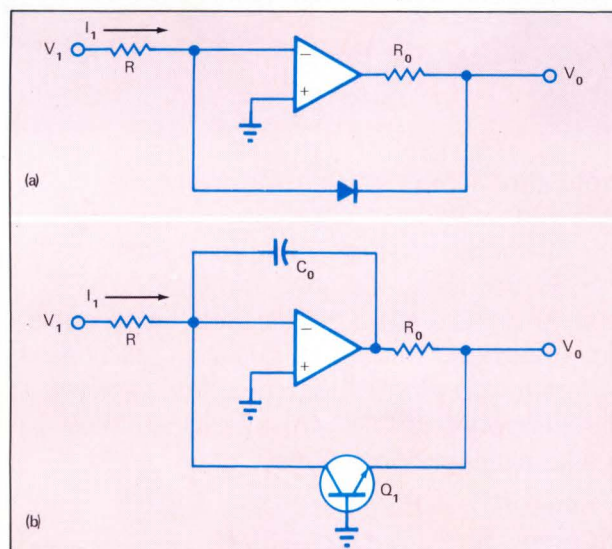 V₁
I₁
R
−
+
R₀
V₀
(a)
C₀
V₁
I₁
R
−
+
R₀
V₀
Q₁
(b)